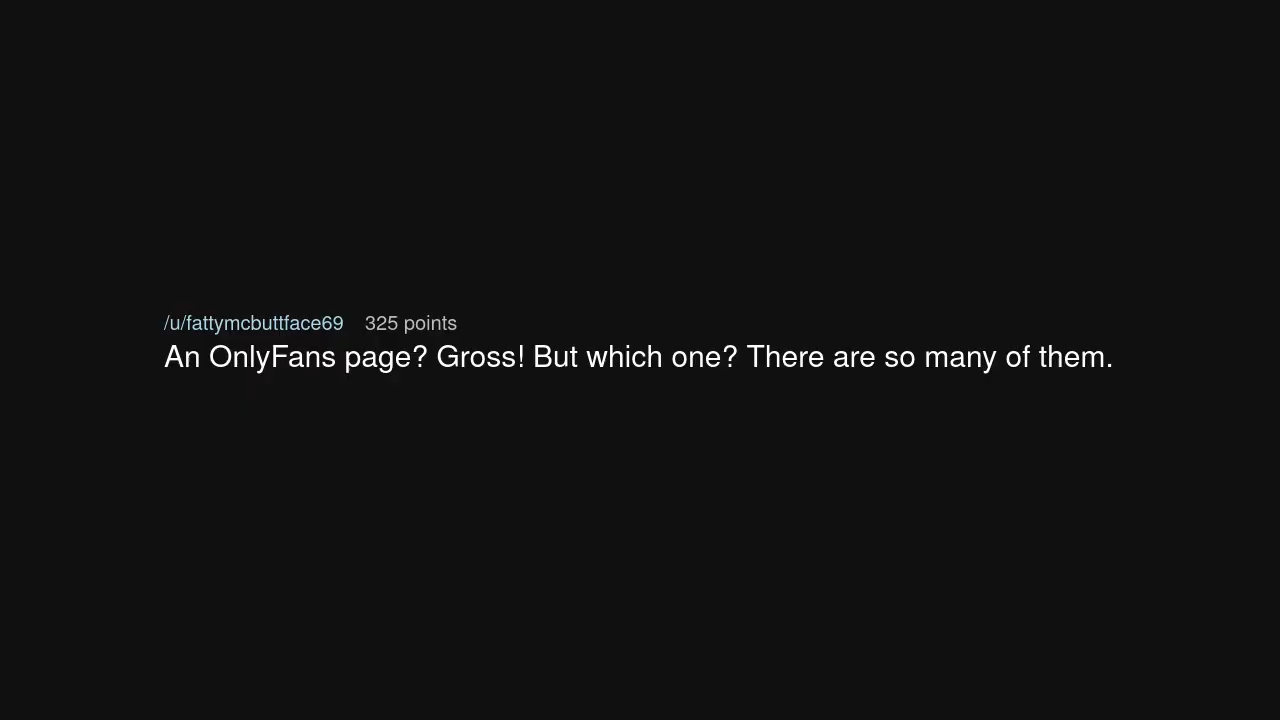 /u/fattymcbuttface69 325 points
An OnlyFans page? Gross! But which one? There are so many of them.